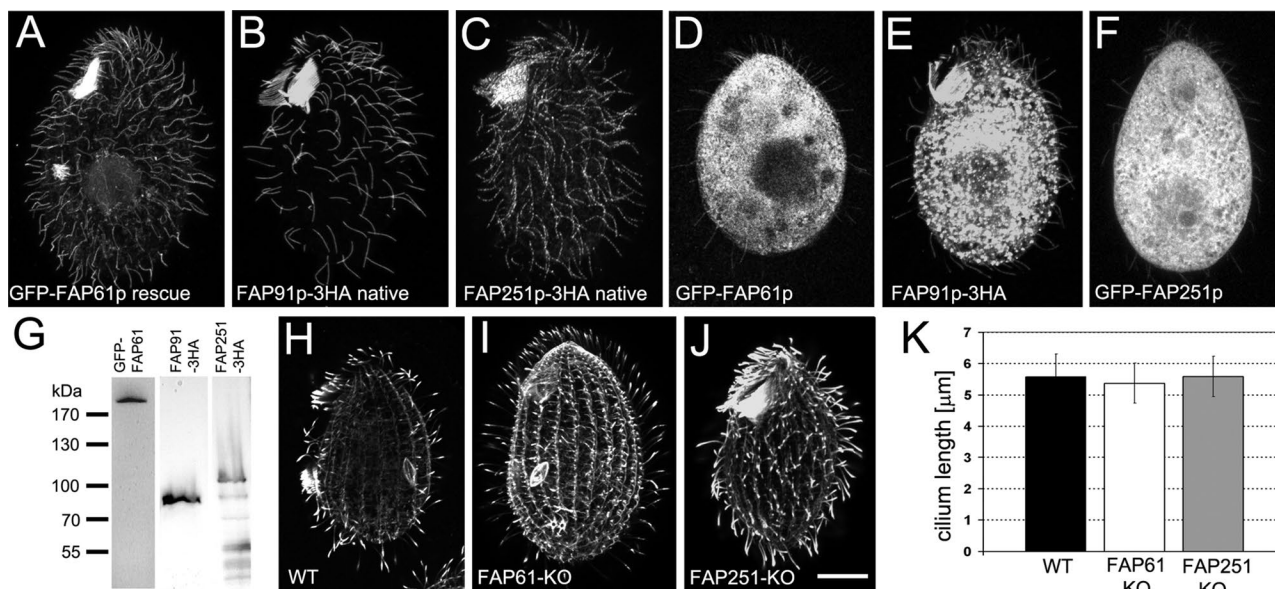 A
GFP-FAP61p rescue
B
FAP91p-3HA native
C
FAP251p-3HA native
D
GFP-FAP61p
E
FAP91p-3HA
F
GFP-FAP251p
G
GFP-
FAP61
FAP91
-3HA
FAP251
-3HA
kDa
170
130
100
70
55
H
WT
I
FAP61-KO
J
FAP251-KO
K
cilium length [µm]
7
6
5
4
3
2
1
0
WT
FAP61
KO
FAP251
KO